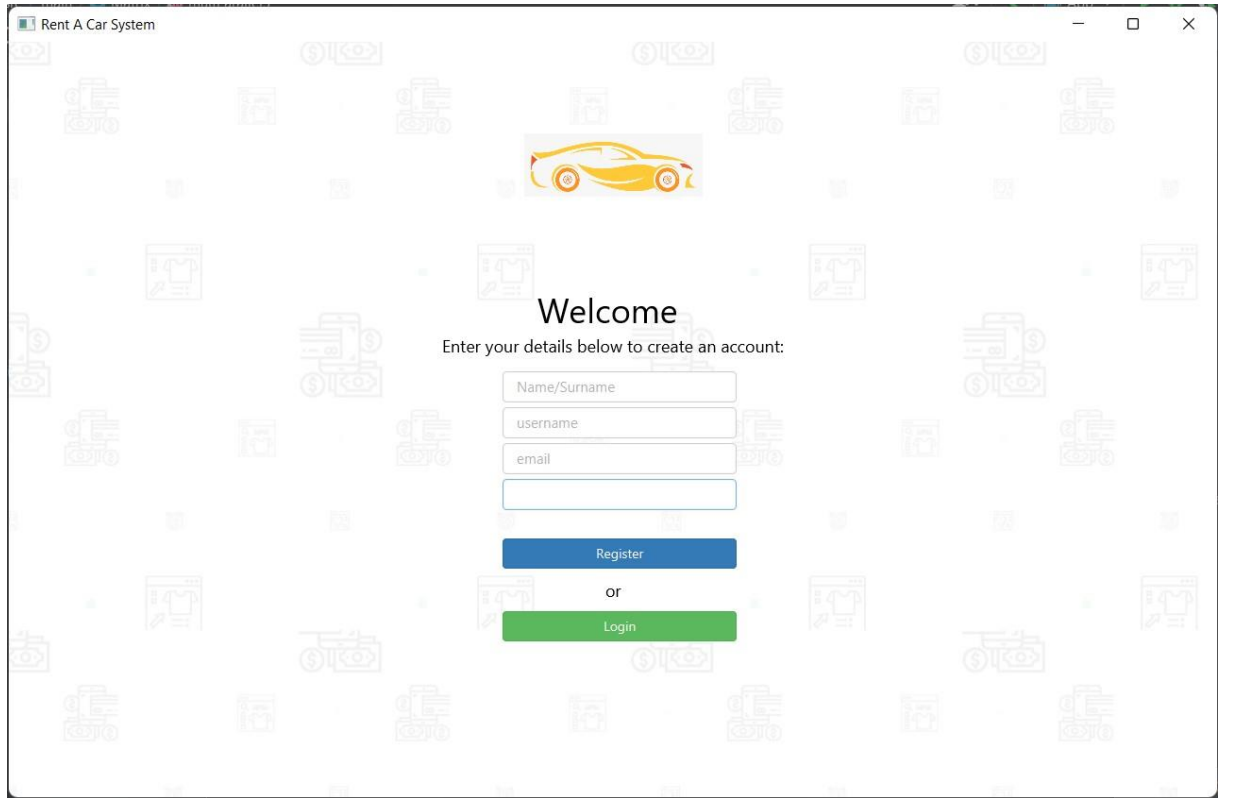 Rent A Car System
Welcome
Enter your details below to create an account:
Name/Surname
username
email
Register
or
Login